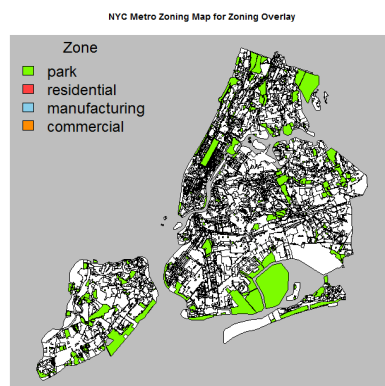 NYC Metro Zoning Map for Zoning Overlay
Zone
park
residential
manufacturing
commercial